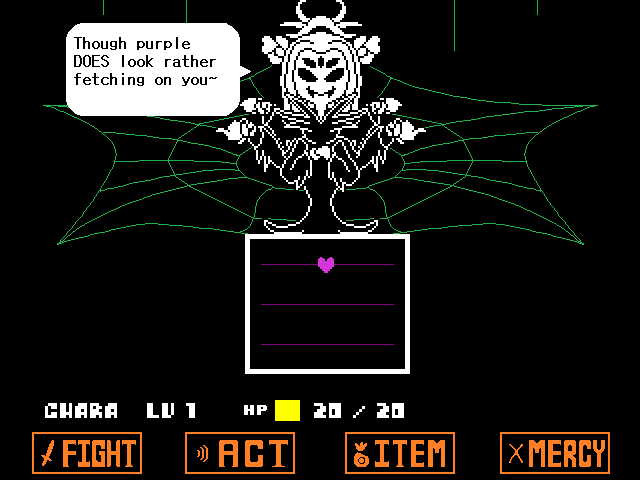 Though purple
DOES look rather
fetching on you~
CHARA LV 1 HP 20 / 20
FIGHT ACT ITEM MERCY